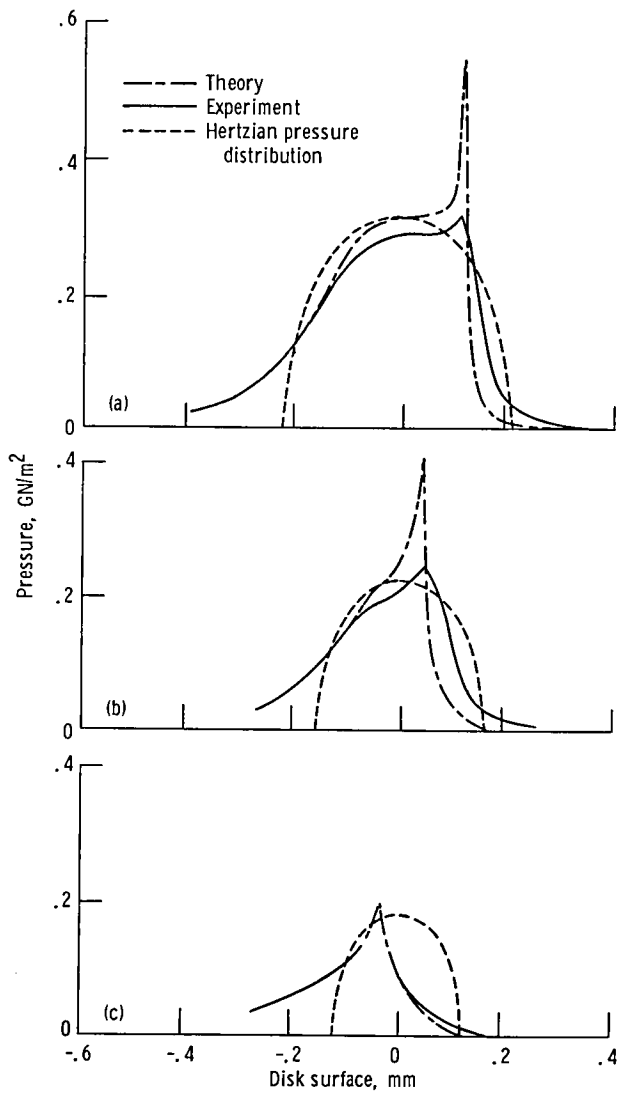 .6
Theory
Experiment
Hertzian pressure
distribution
.4
.2
(a)
0
.4
Pressure, GN/m²
.2
(b)
0
.4
.2
(c)
0
-.6 -.4 -.2 0 .2 .4
Disk surface, mm